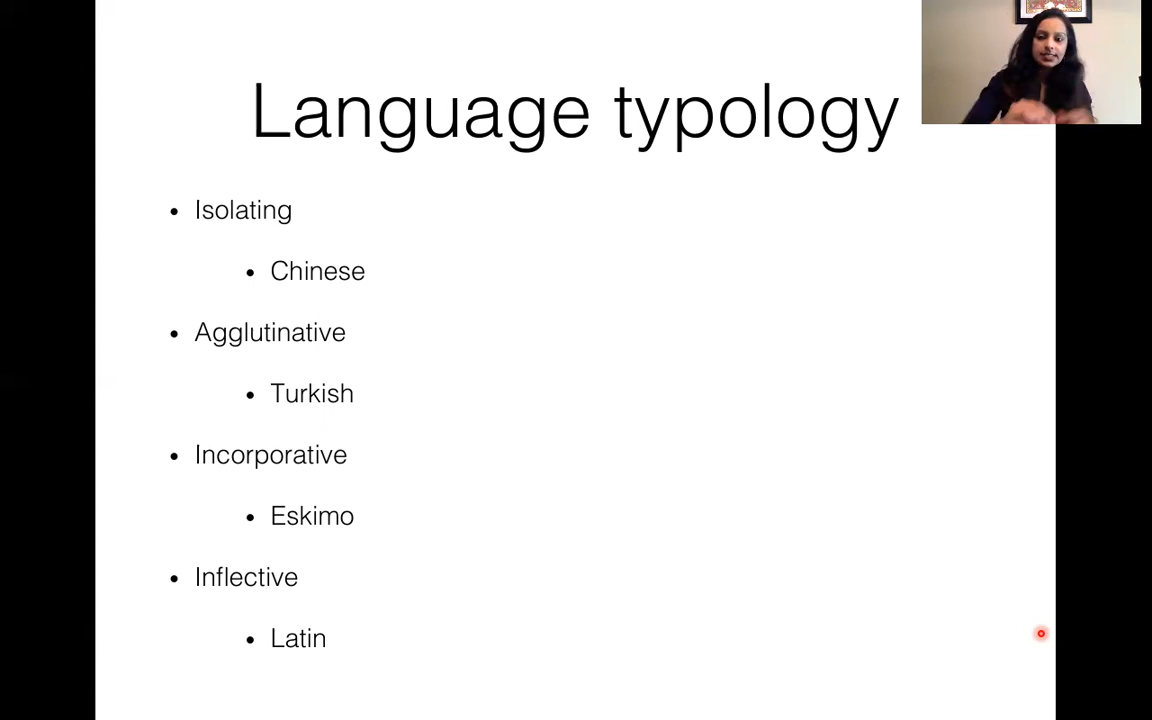 Language typology
• Isolating
• Chinese
• Agglutinative
• Turkish
• Incorporative
• Eskimo
• Inflective
• Latin